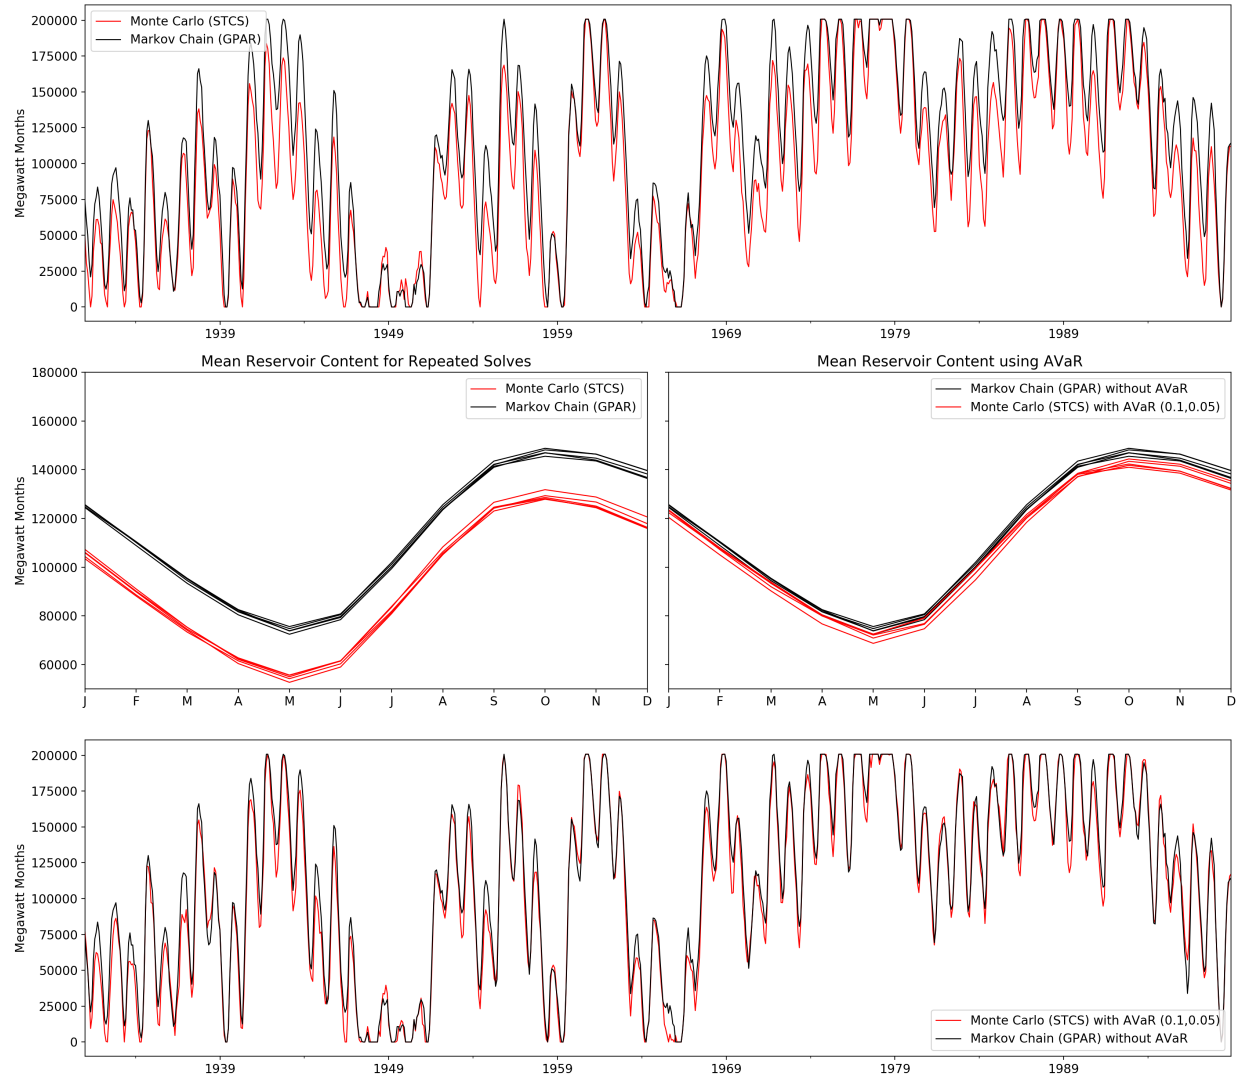 Monte Carlo (STCS)
Markov Chain (GPAR)
Megawatt Months
200000
175000
150000
125000
100000
75000
50000
25000
0
1939 1949 1959 1969 1979 1989
Mean Reservoir Content for Repeated Solves
Monte Carlo (STCS)
Markov Chain (GPAR)
Megawatt Months
180000
160000
140000
120000
100000
80000
60000
J F M A M J J A S O N D
Mean Reservoir Content using AVaR
Markov Chain (GPAR) without AVaR
Monte Carlo (STCS) with AVaR (0.1,0.05)
J F M A M J J A S O N D
Megawatt Months
200000
175000
150000
125000
100000
75000
50000
25000
0
Monte Carlo (STCS) with AVaR (0.1,0.05)
Markov Chain (GPAR) without AVaR
1939 1949 1959 1969 1979 1989